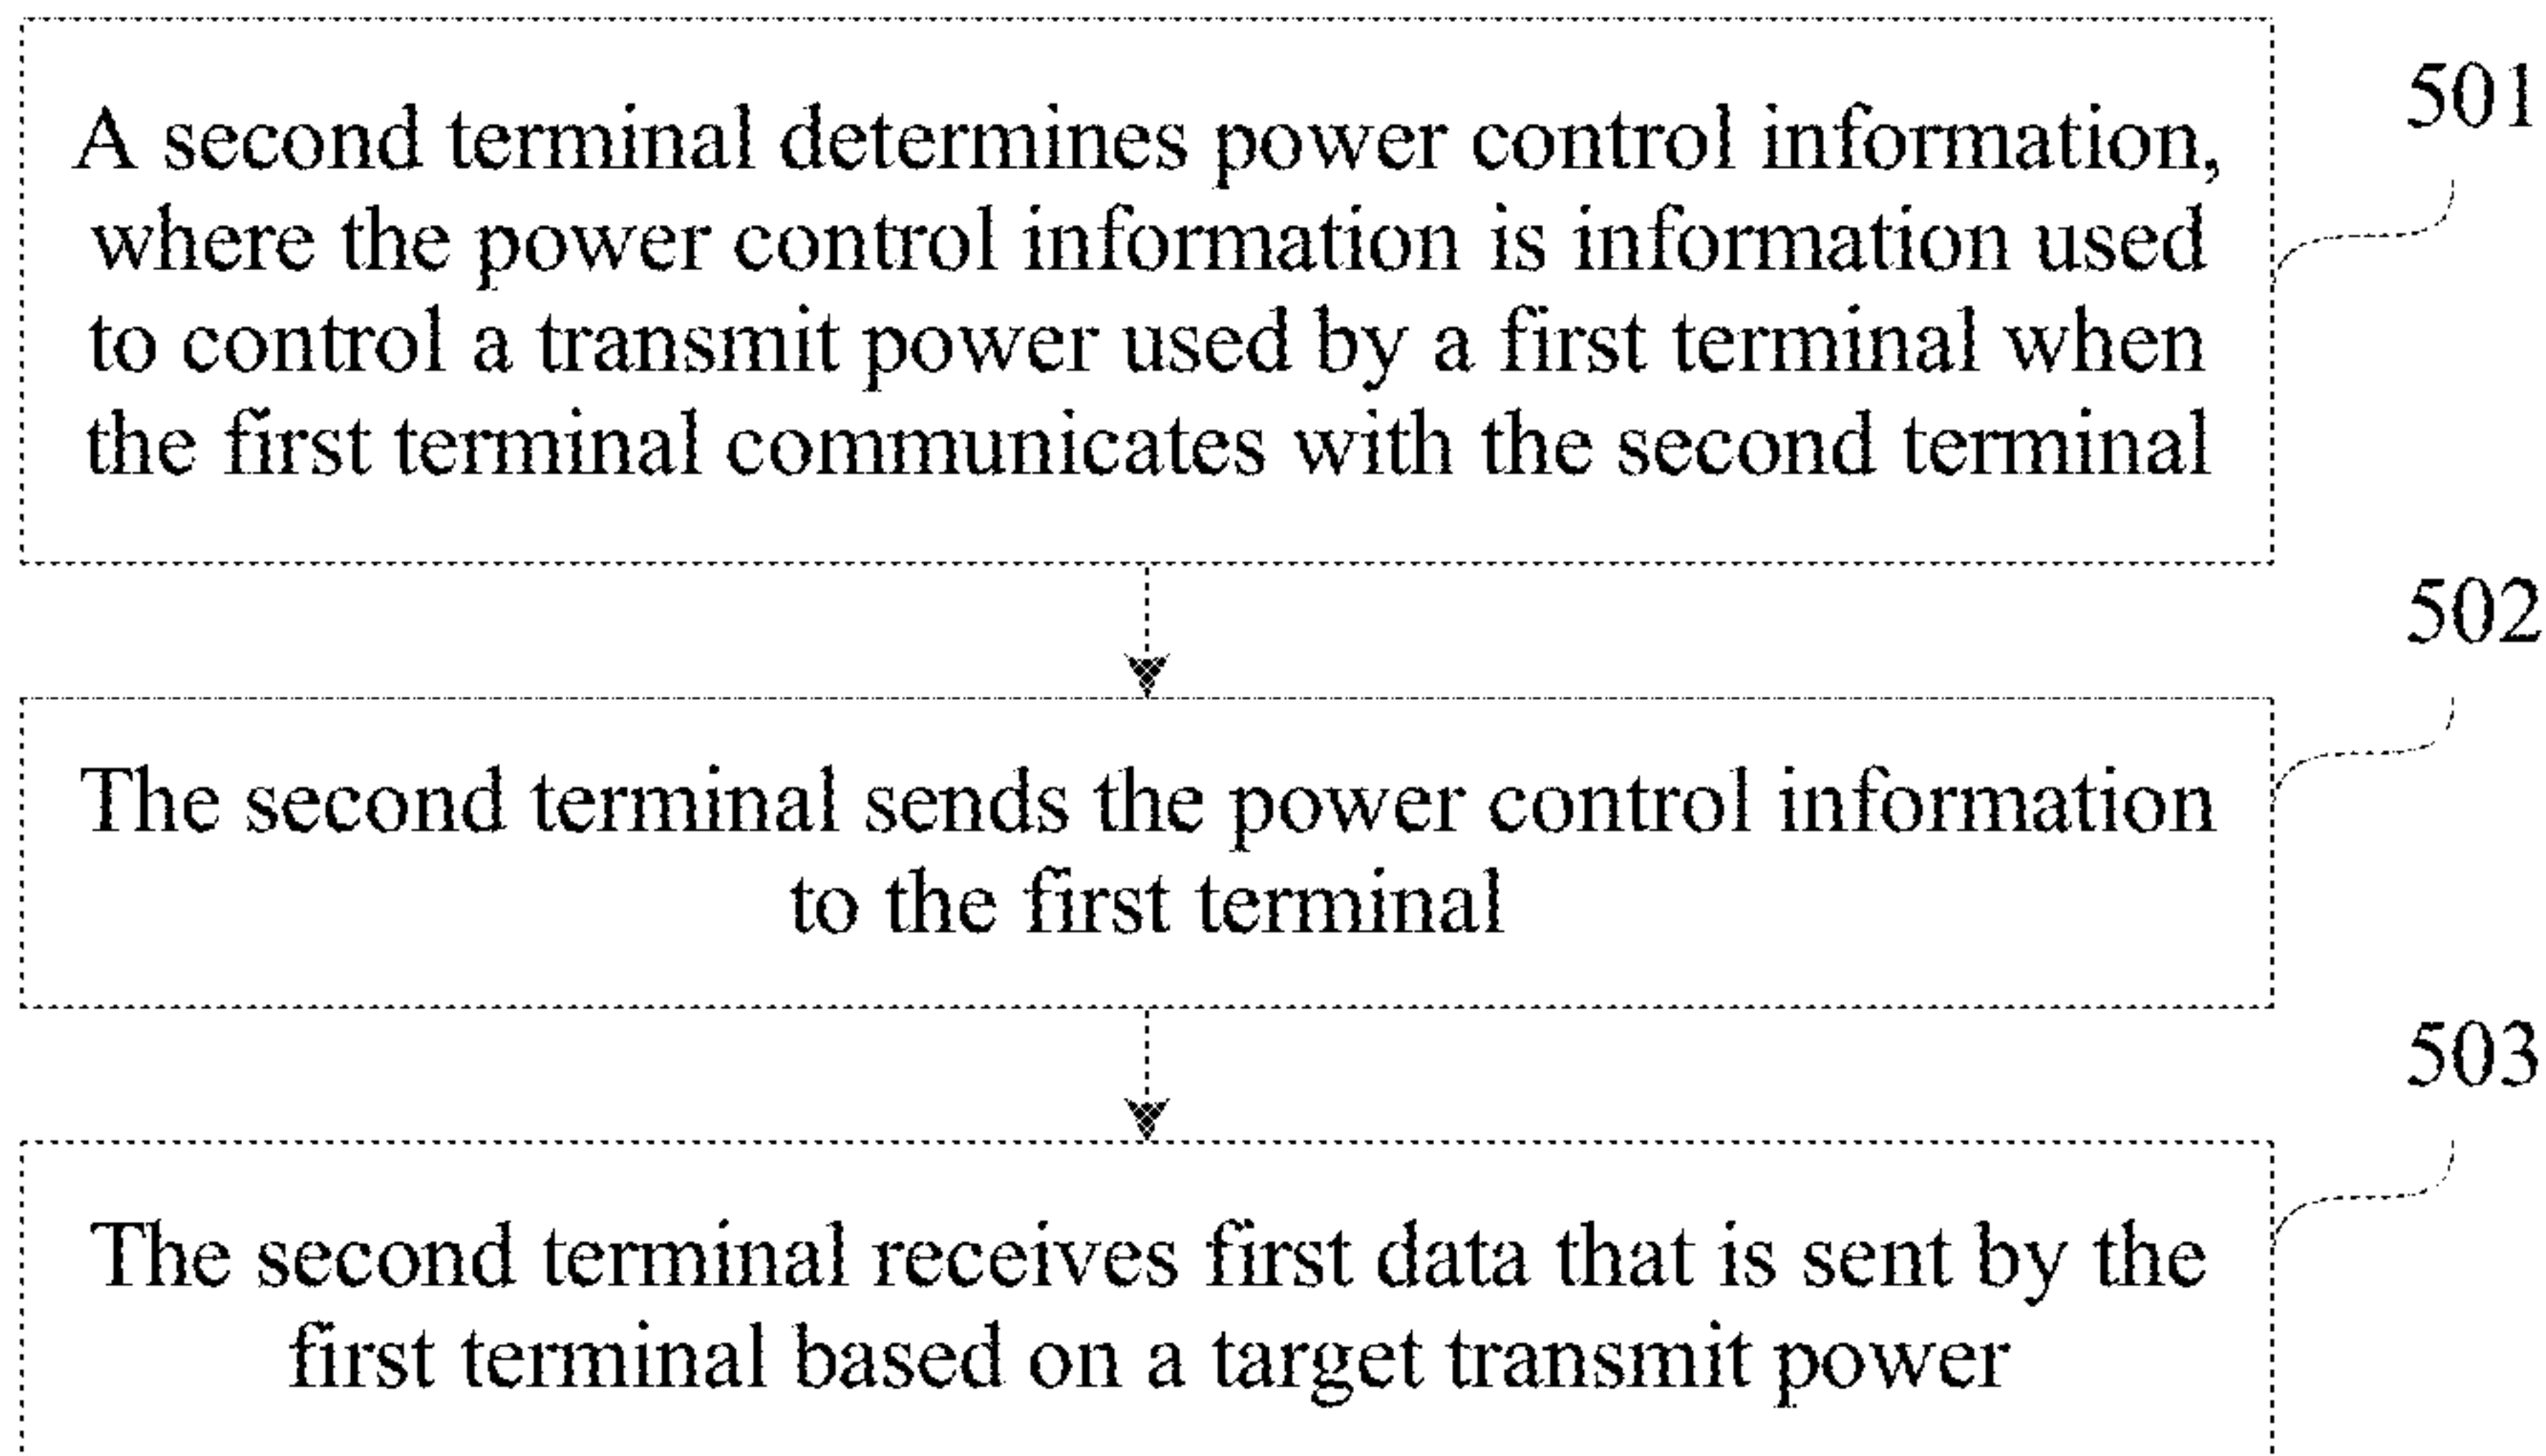 A second terminal determines power control information,
where the power control information is information used
to control a transmit power used by a first terminal when
the first terminal communicates with the second terminal
501
The second terminal sends the power control information
to the first terminal
502
The second terminal receives first data that is sent by the
first terminal based on a target transmit power
503